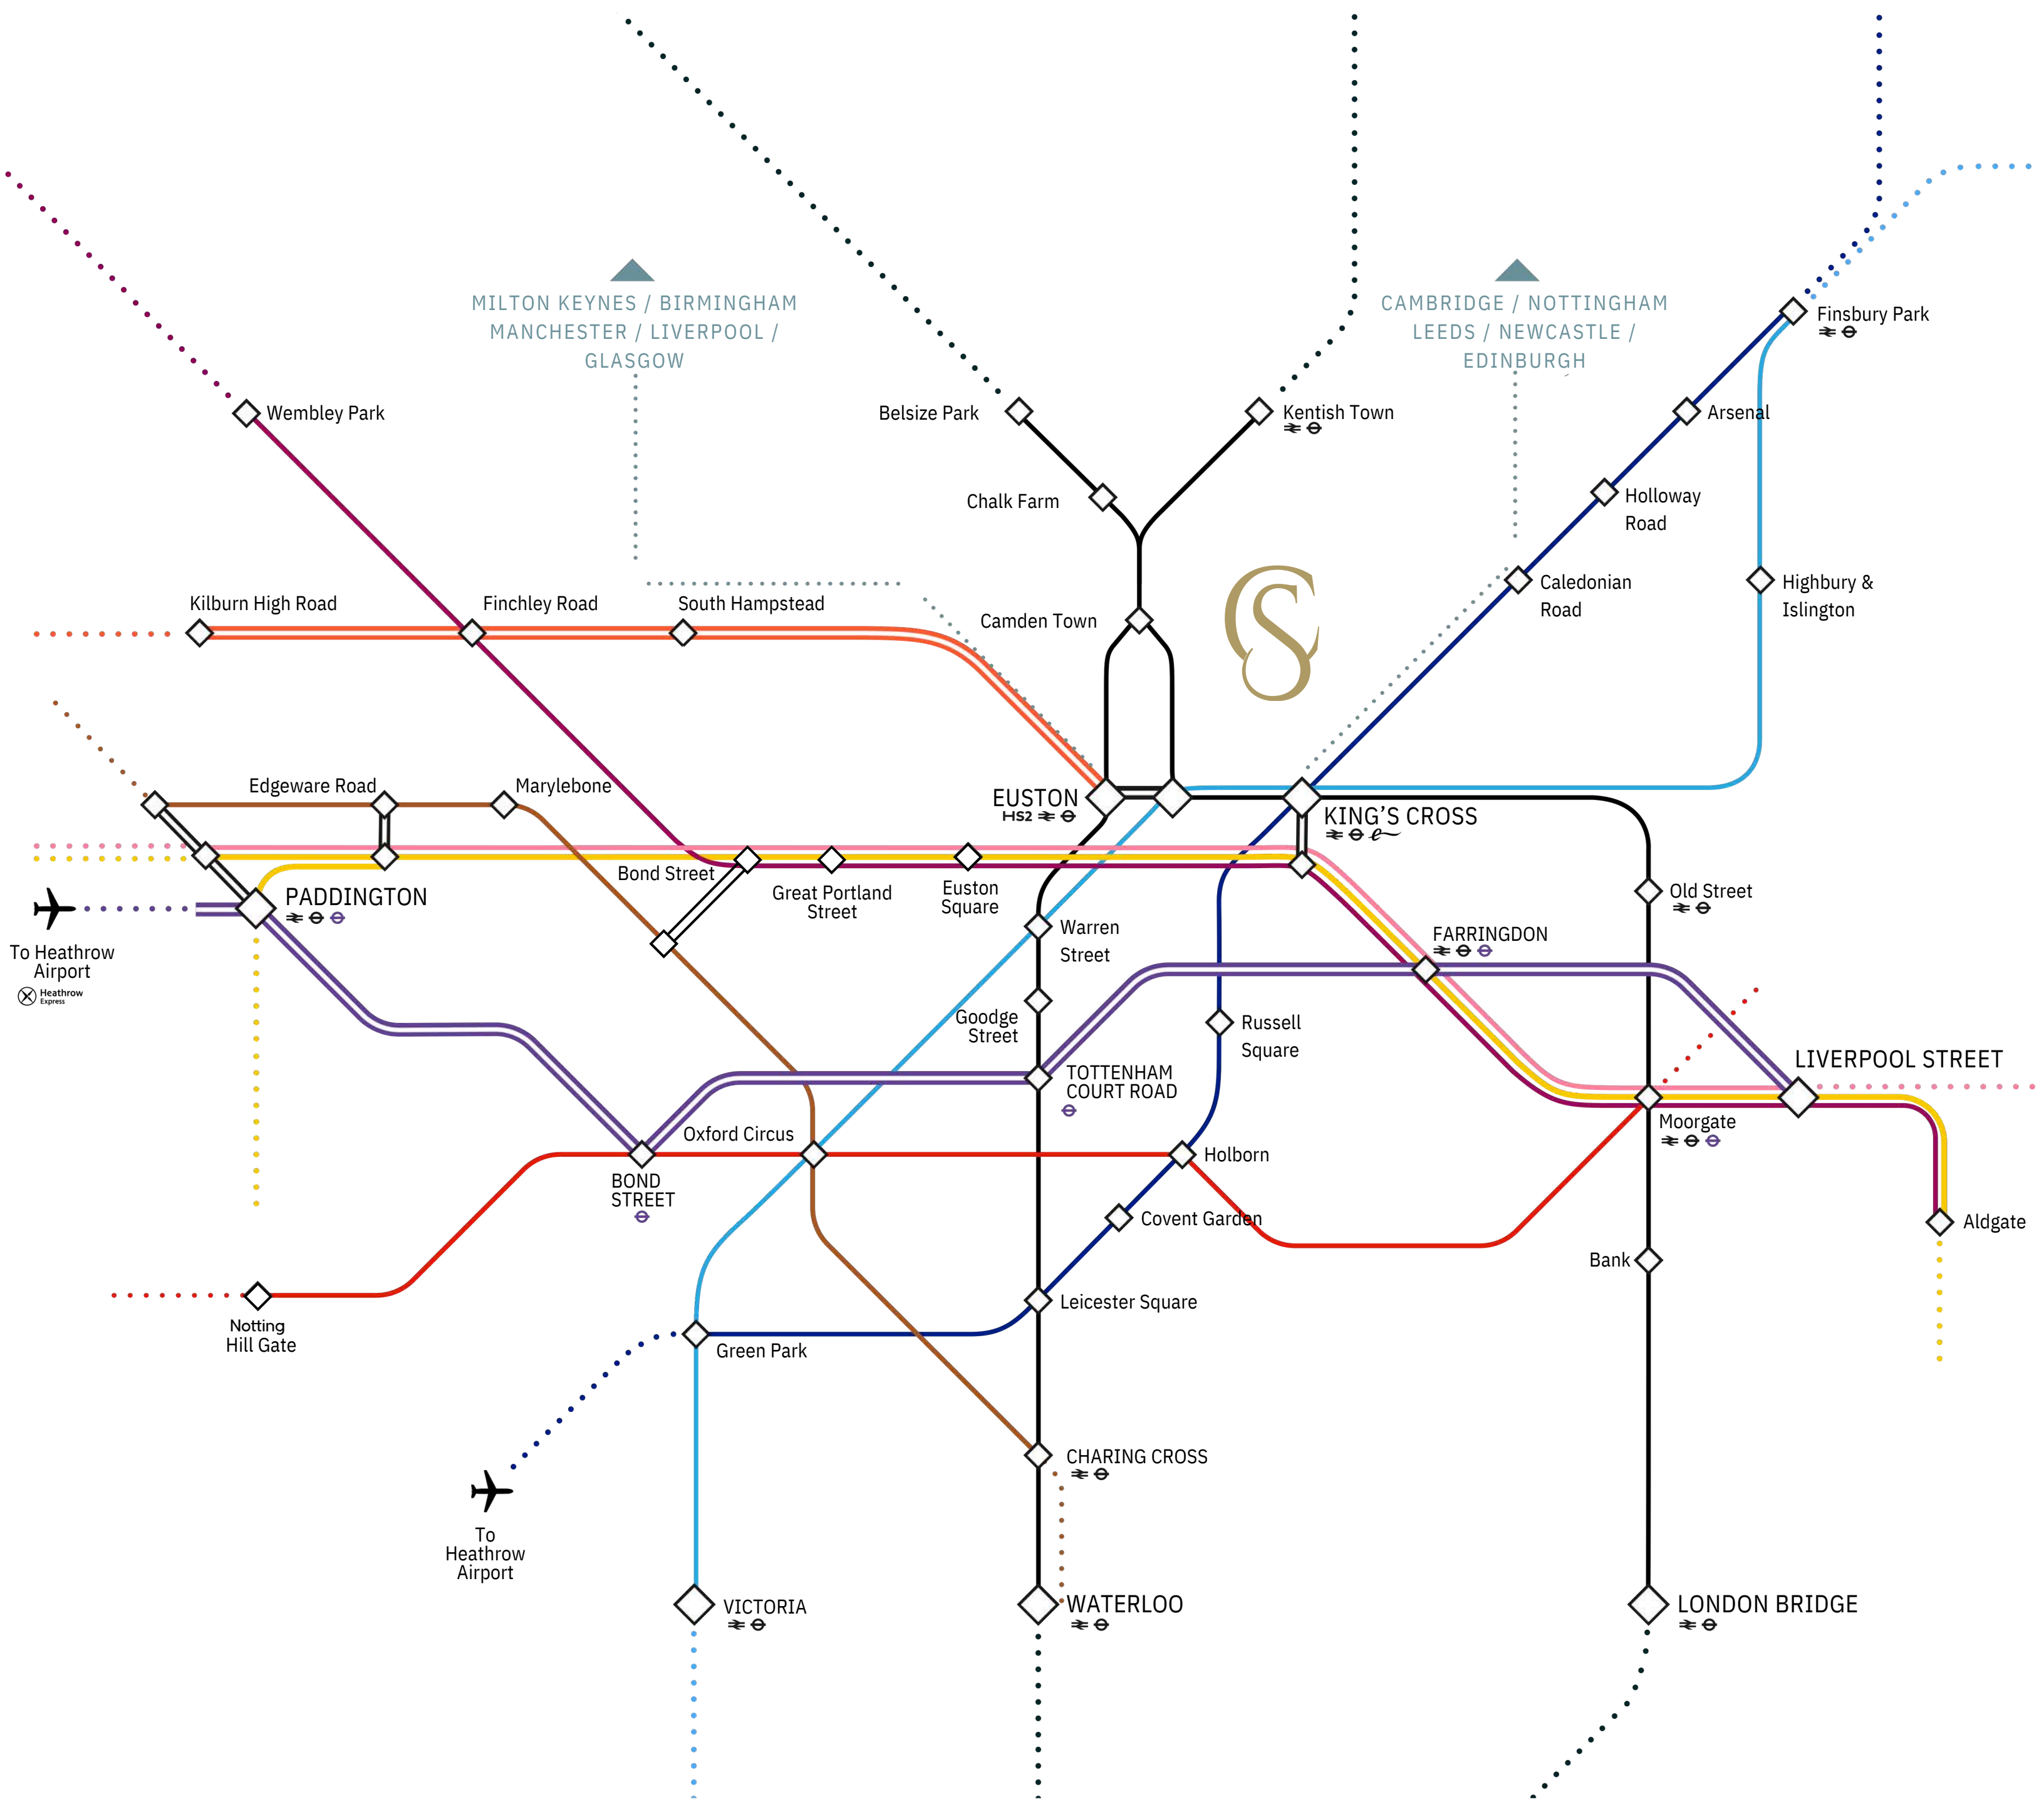 MILTON KEYNES / BIRMINGHAM
MANCHESTER / LIVERPOOL /
GLASGOW
CAMBRIDGE / NOTTINGHAM
LEEDS / NEWCASTLE /
EDINBURGH
Finsbury Park
Wembley Park
Belsize Park
Kentish Town
Arsenal
Chalk Farm
Holloway
Road
Caledonian
Road
Highbury &
Islington
Kilburn High Road
Finchley Road
South Hampstead
Camden Town
CS
Edgeware Road
Marylebone
EUSTON
HS2
KING'S CROSS
e
Bond Street
Great Portland
Street
Euston
Square
PADDINGTON
Old Street
Warren
Street
FARRINGDON
To Heathrow
Airport
Heathrow
Express
Goodge
Street
Russell
Square
TOTTENHAM
COURT ROAD
LIVERPOOL STREET
Moorgate
Oxford Circus
Holborn
BOND
STREET
Covent Garden
Aldgate
Bank
Leicester Square
Notting
Hill Gate
Green Park
CHARING CROSS
To
Heathrow
Airport
VICTORIA
WATERLOO
LONDON BRIDGE